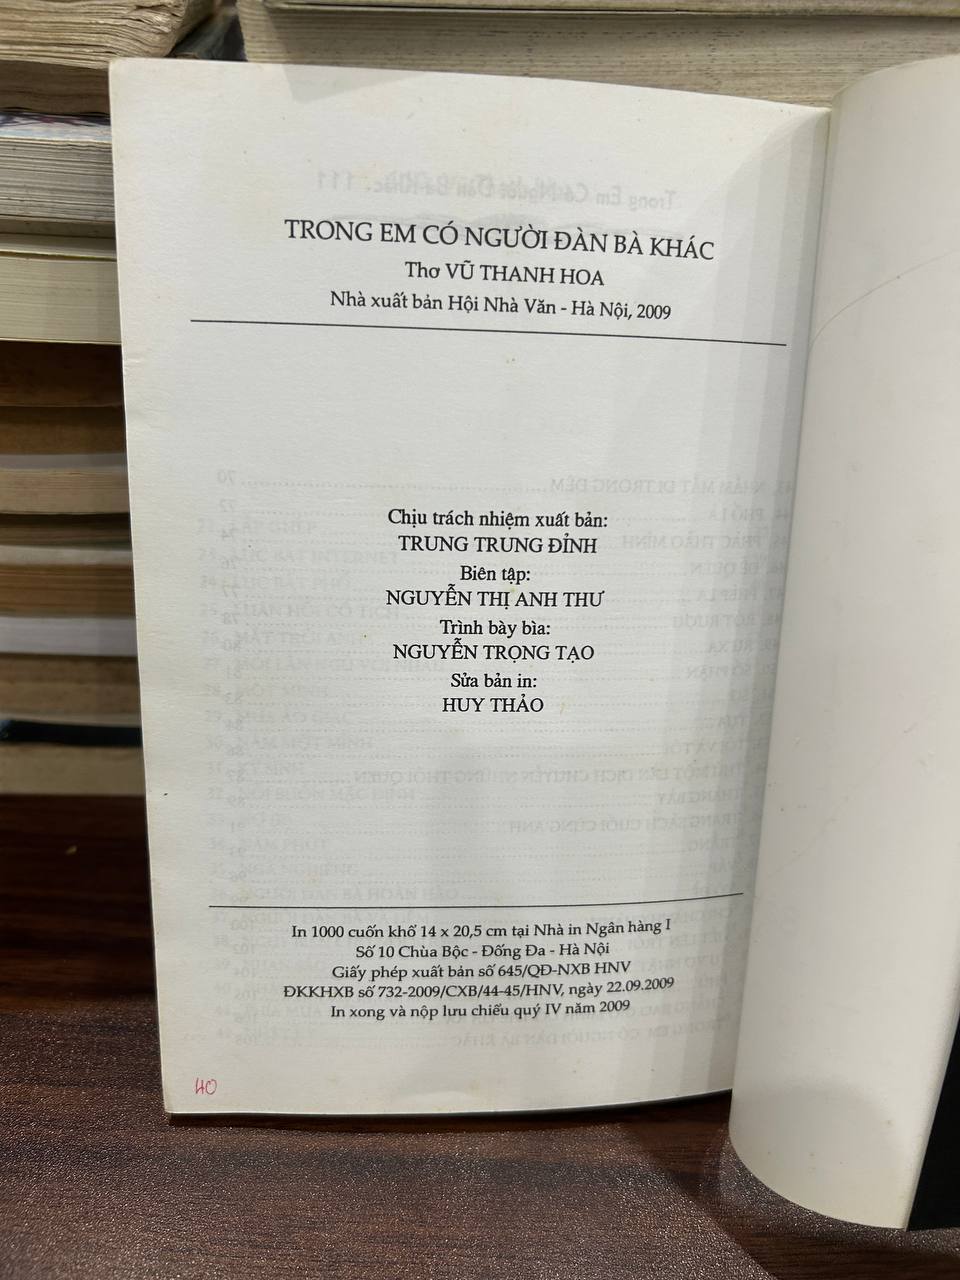 TRONG EM CÓ NGƯỜI ĐÀN BÀ KHÁC
Thơ VŨ THANH HOA
Nhà xuất bản Hội Nhà Văn - Hà Nội, 2009
Chịu trách nhiệm xuất bản:
TRUNG TRUNG ĐỈNH
Biên tập:
NGUYỄN THỊ ANH THƯ
Trình bày bìa:
NGUYỄN TRỌNG TẠO
Sửa bản in:
HUY THẢO
In 1000 cuốn khổ 14 x 20,5 cm tại Nhà in Ngân hàng I
Số 10 Chùa Bộc - Đống Đa - Hà Nội
Giấy phép xuất bản số 645/QĐ-NXB HNV
ĐKKHXB số 732-2009/CXB/44-45/HNV, ngày 22.09.2009
In xong và nộp lưu chiểu quý IV năm 2009
40